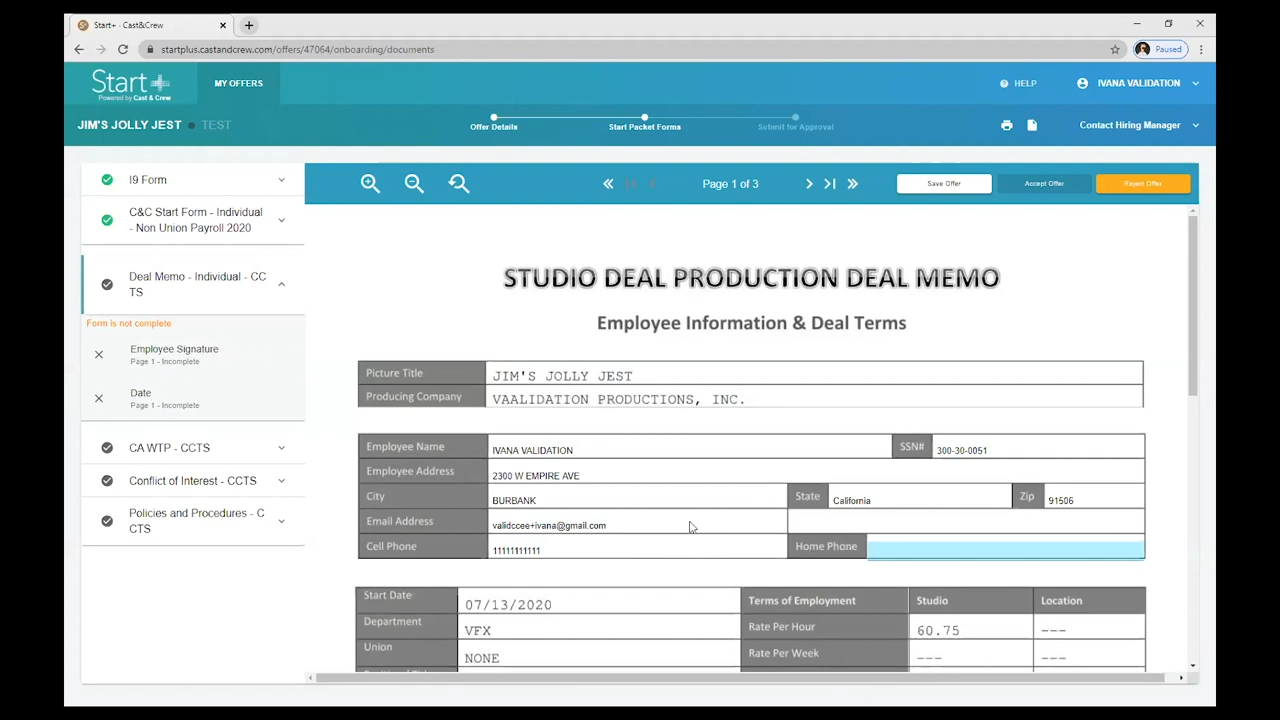 Start+ - Cast&Crew
startplus.castandcrew.com/offers/47064/onboarding/documents
Paused
Start+
Powered by Cast & Crew
MY OFFERS
HELP
IVANA VALIDATION
JIM'S JOLLY JEST
TEST
Offer Details
Start Packet Forms
Submit for Approval
Contact Hiring Manager
I9 Form
C&C Start Form - Individual
- Non Union Payroll 2020
Deal Memo - Individual - CC
TS
Form is not complete
Employee Signature
Page 1 - Incomplete
Date
Page 1 - Incomplete
CA WTP - CCTS
Conflict of Interest - CCTS
Policies and Procedures - C
CTS
Page 1 of 3
Save Offer
Accept Offer
Reject Offer
STUDIO DEAL PRODUCTION DEAL MEMO
Employee Information & Deal Terms
Picture Title JIM'S JOLLY JEST
Producing Company VAALIDATION PRODUCTIONS, INC.
Employee Name IVANA VALIDATION SSN# 300-30-0051
Employee Address 2300 W EMPIRE AVE
City BURBANK State California Zip 91506
Email Address validccee+ivana@gmail.com
Cell Phone 11111111111 Home Phone
Start Date 07/13/2020 Terms of Employment Studio Location
Department VFX Rate Per Hour 60.75 ---
Union NONE Rate Per Week --- ---